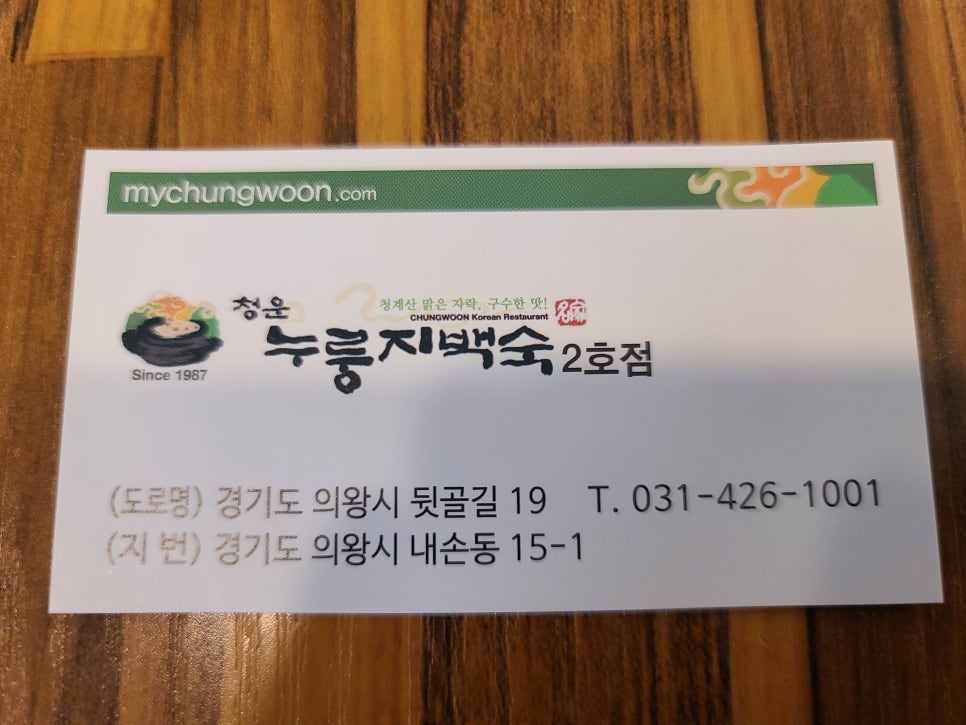 mychungwoon.com
청계산 맑은 자락, 구수한 맛!
CHUNGWOON Korean Restaurant
청운
누룽지백숙 2호점
Since 1987
(도로명) 경기도 의왕시 뒷골길 19 T. 031-426-1001
(지 번) 경기도 의왕시 내손동 15-1